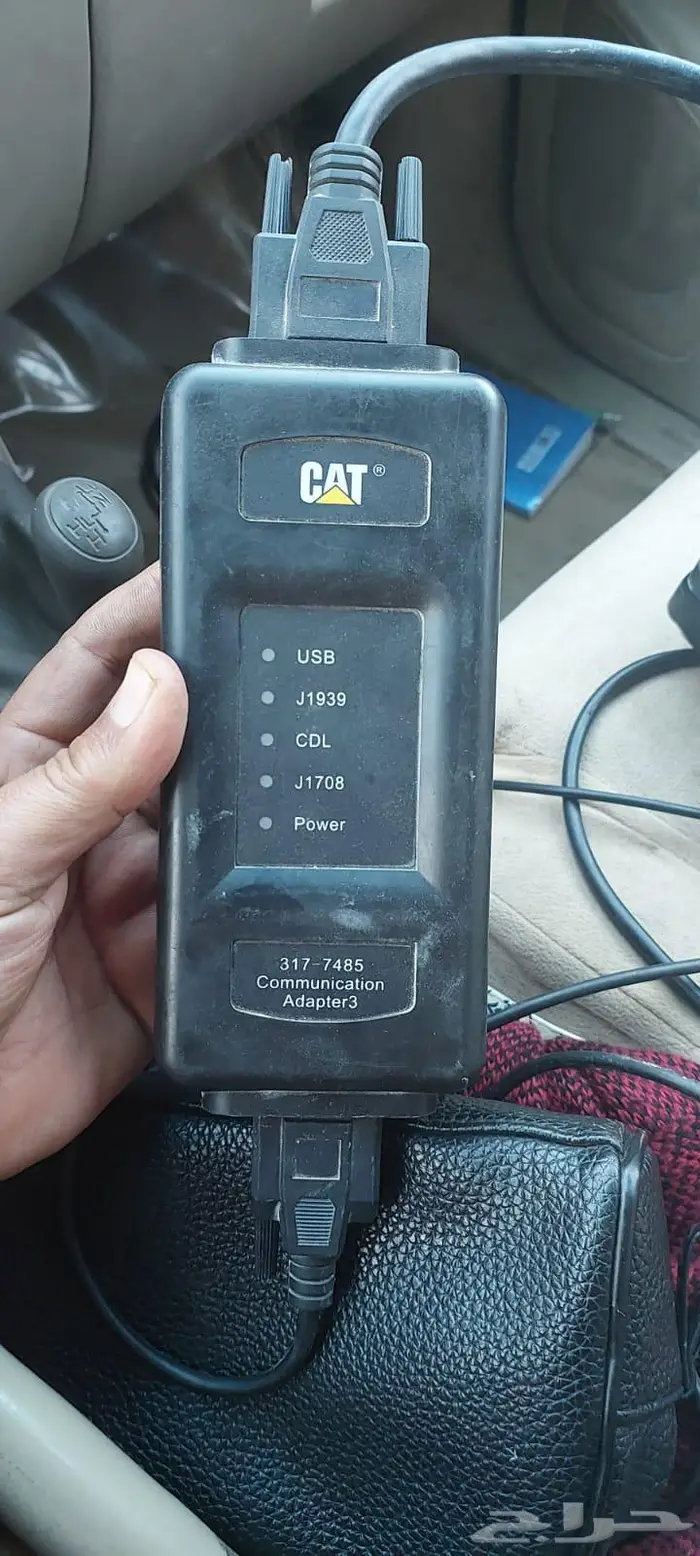 CAT®
USB
J1939
CDL
J1708
Power
317-7485
Communication
Adapter3
حراج